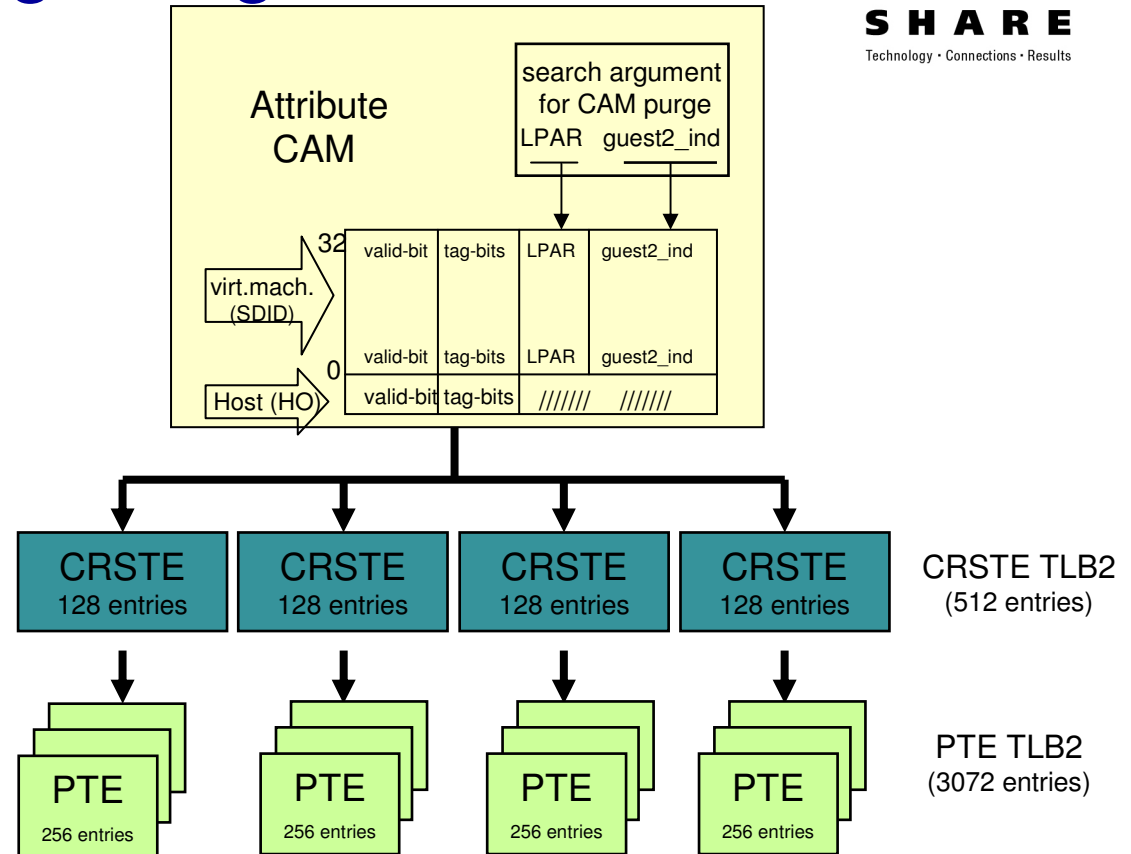 S H A R E
Technology · Connections · Results
Attribute
CAM
search argument
for CAM purge
LPAR guest2_ind
32
valid-bit tag-bits LPAR guest2_ind
virt.mach.
(SDID)
valid-bit tag-bits LPAR guest2_ind
0
Host (HO)
valid-bit tag-bits /////// ///////
CRSTE
128 entries
CRSTE
128 entries
CRSTE
128 entries
CRSTE
128 entries
CRSTE TLB2
(512 entries)
PTE
256 entries
PTE
256 entries
PTE
256 entries
PTE
256 entries
PTE TLB2
(3072 entries)